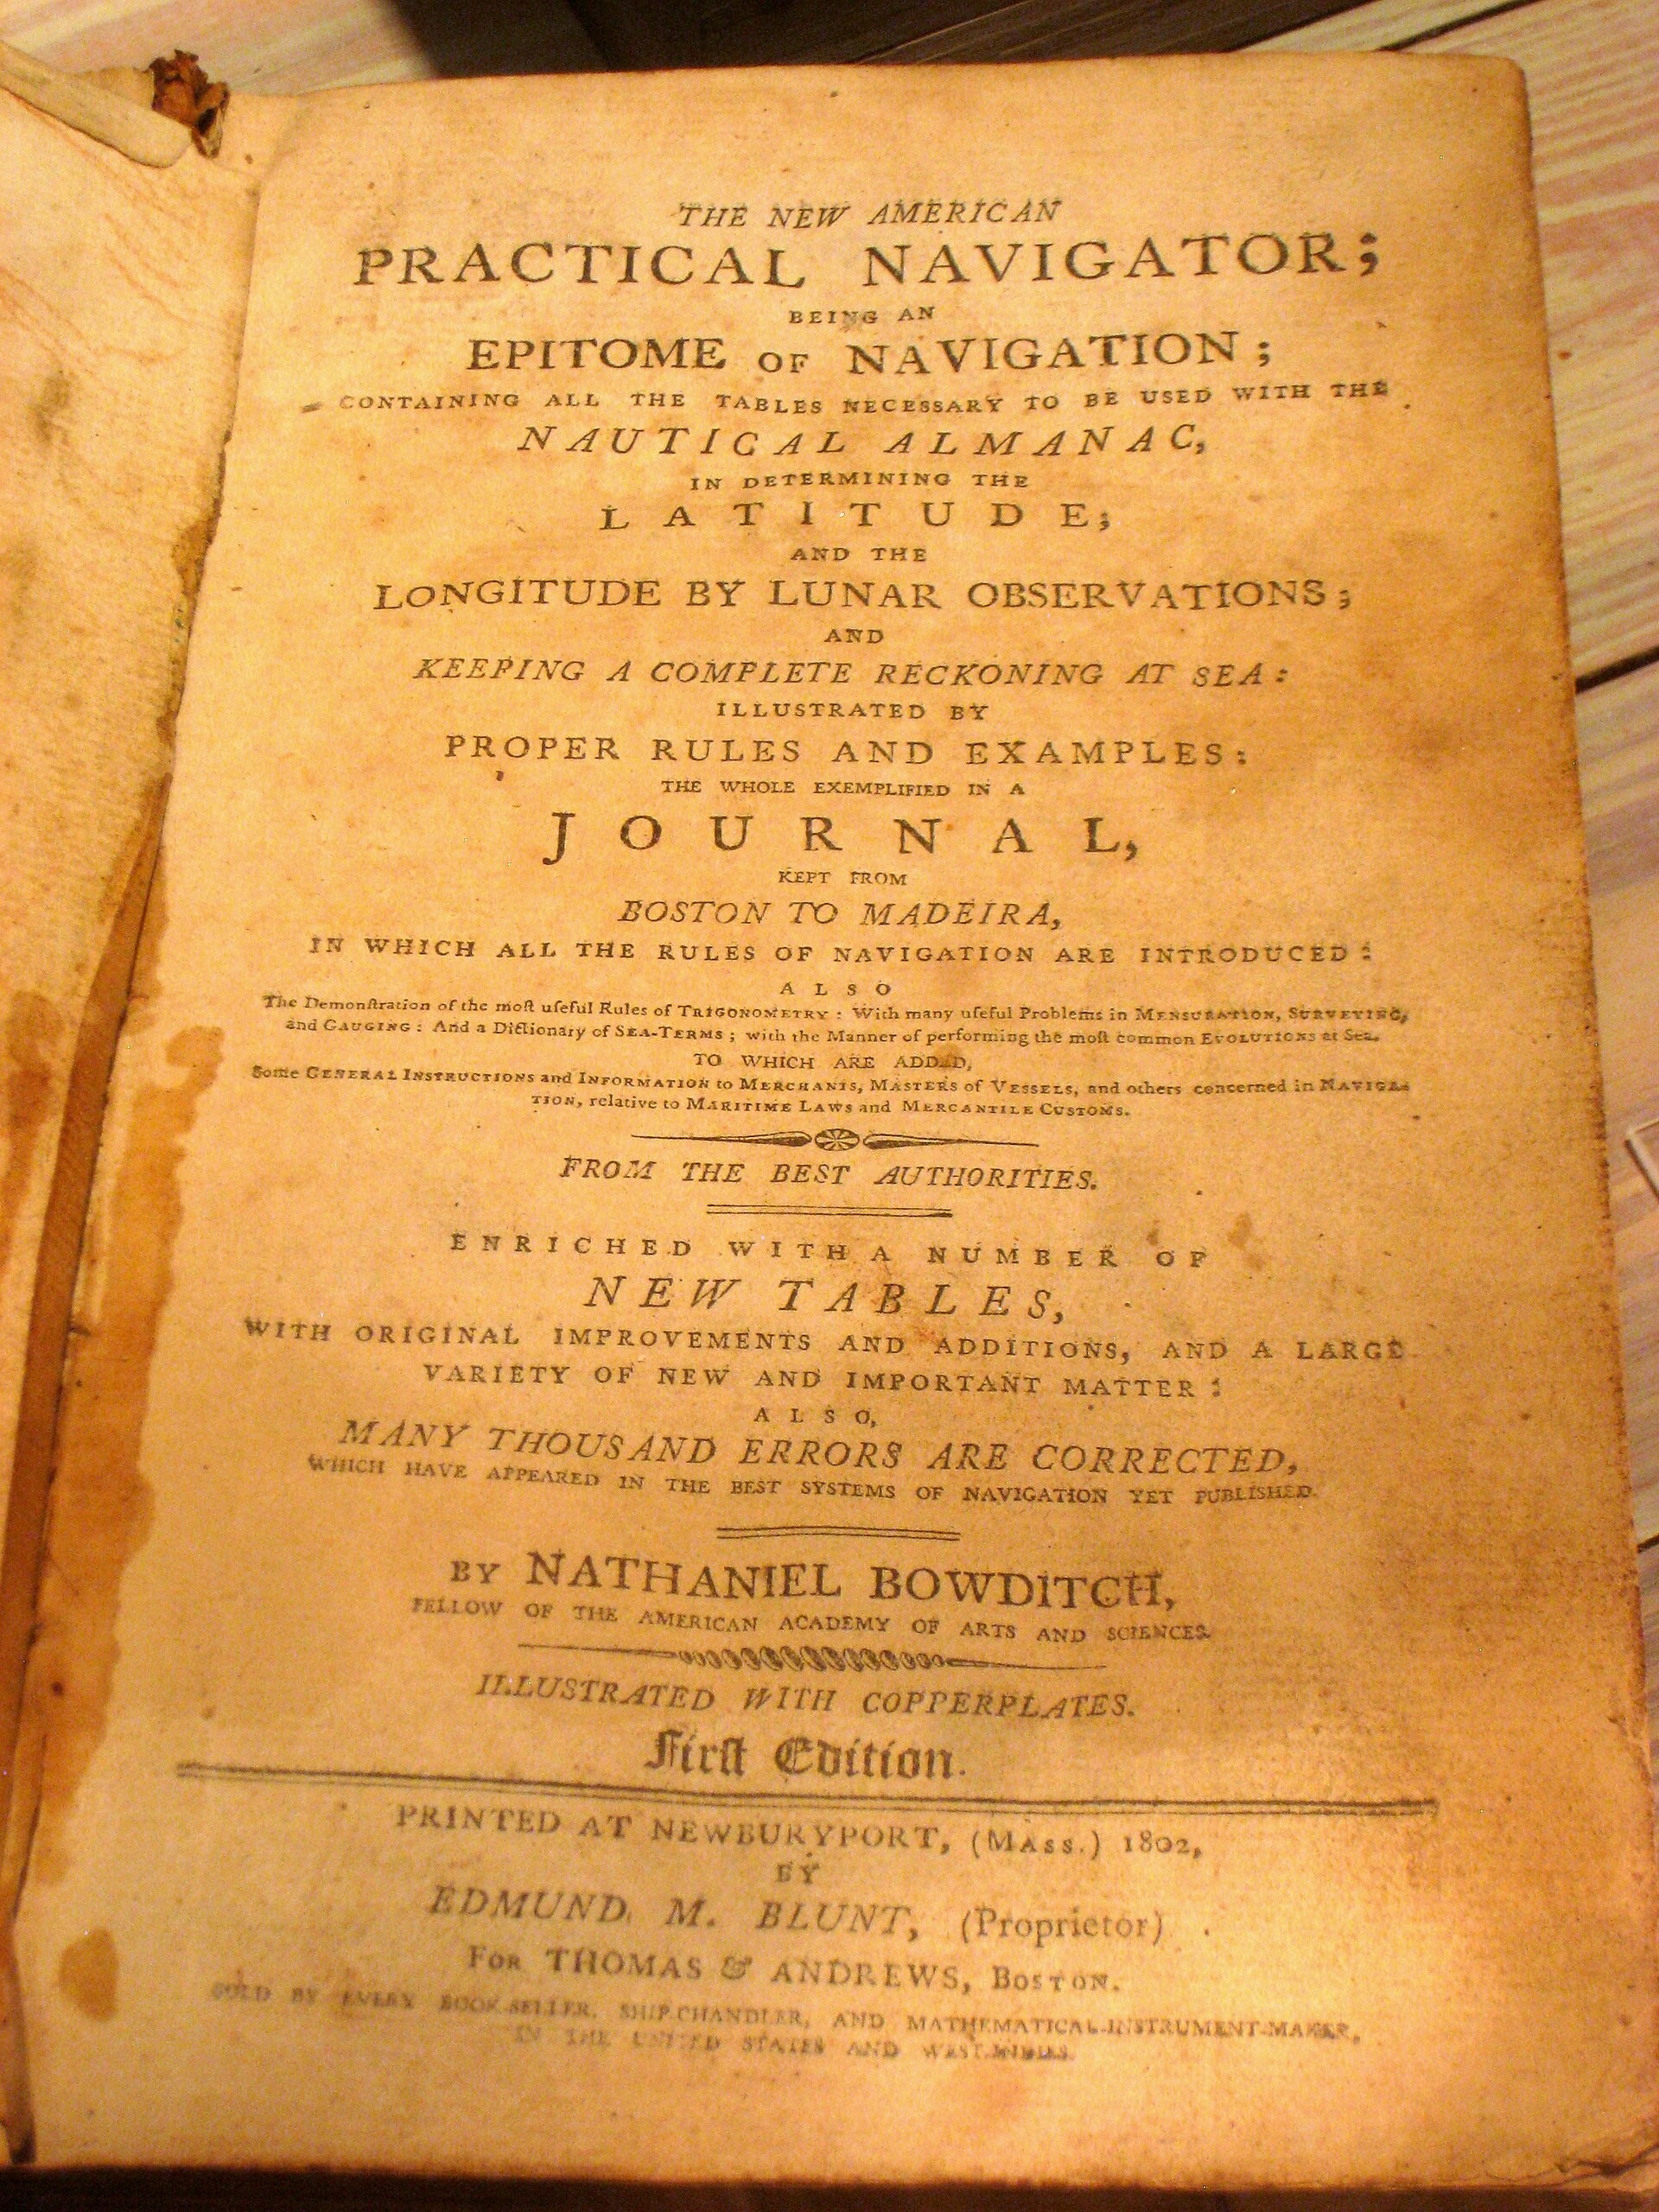 THE NEW AMERICAN
PRACTICAL NAVIGATOR;
BEING AN
EPITOME OF NAVIGATION;
CONTAINING ALL THE TABLES NECESSARY TO BE USED WITH THE
NAUTICAL ALMANAC,
IN DETERMINING THE
LATITUDE;
AND THE
LONGITUDE BY LUNAR OBSERVATIONS;
AND
KEEPING A COMPLETE RECKONING AT SEA:
ILLUSTRATED BY
PROPER RULES AND EXAMPLES:
THE WHOLE EXEMPLIFIED IN A
JOURNAL,
KEPT FROM
BOSTON TO MADEIRA,
IN WHICH ALL THE RULES OF NAVIGATION ARE INTRODUCED:
ALSO
The Demonſtration of the moſt uſeful Rules of TRIGONOMETRY: With many uſeful Problems in MENSURATION, SURVEYING,
and GAUGING: And a Dictionary of SEA-TERMS; with the Manner of performing the moſt common EVOLUTIONS at Sea.
TO WHICH ARE ADDED,
Some GENERAL INSTRUCTIONS and INFORMATION to MERCHANTS, MASTERS of VESSELS, and others concerned in NAVIGA-
TION, relative to MARITIME LAWS and MERCANTILE CUSTOMS.
FROM THE BEST AUTHORITIES.
ENRICHED WITH A NUMBER OF
NEW TABLES,
WITH ORIGINAL IMPROVEMENTS AND ADDITIONS, AND A LARGE
VARIETY OF NEW AND IMPORTANT MATTER:
ALSO,
MANY THOUSAND ERRORS ARE CORRECTED,
WHICH HAVE APPEARED IN THE BEST SYSTEMS OF NAVIGATION YET PUBLISHED.
BY NATHANIEL BOWDITCH,
FELLOW OF THE AMERICAN ACADEMY OF ARTS AND SCIENCES.
ILLUSTRATED WITH COPPERPLATES.
Firſt Edition.
PRINTED AT NEWBURYPORT, (MASS.) 1802,
BY
EDMUND M. BLUNT, (Proprietor)
FOR THOMAS & ANDREWS, BOSTON.
SOLD BY EVERY BOOK-SELLER, SHIP-CHANDLER, AND MATHEMATICAL-INSTRUMENT-MAKER,
IN THE UNITED STATES AND WEST-INDIES.